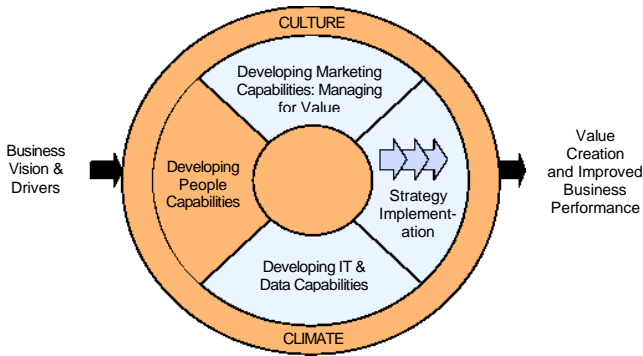 CULTURE
Developing Marketing
Capabilities: Managing
for Value
Business
Vision &
Drivers
Developing
People
Capabilities
Strategy
Implement-
ation
Value
Creation
and Improved
Business
Performance
Developing IT &
Data Capabilities
CLIMATE